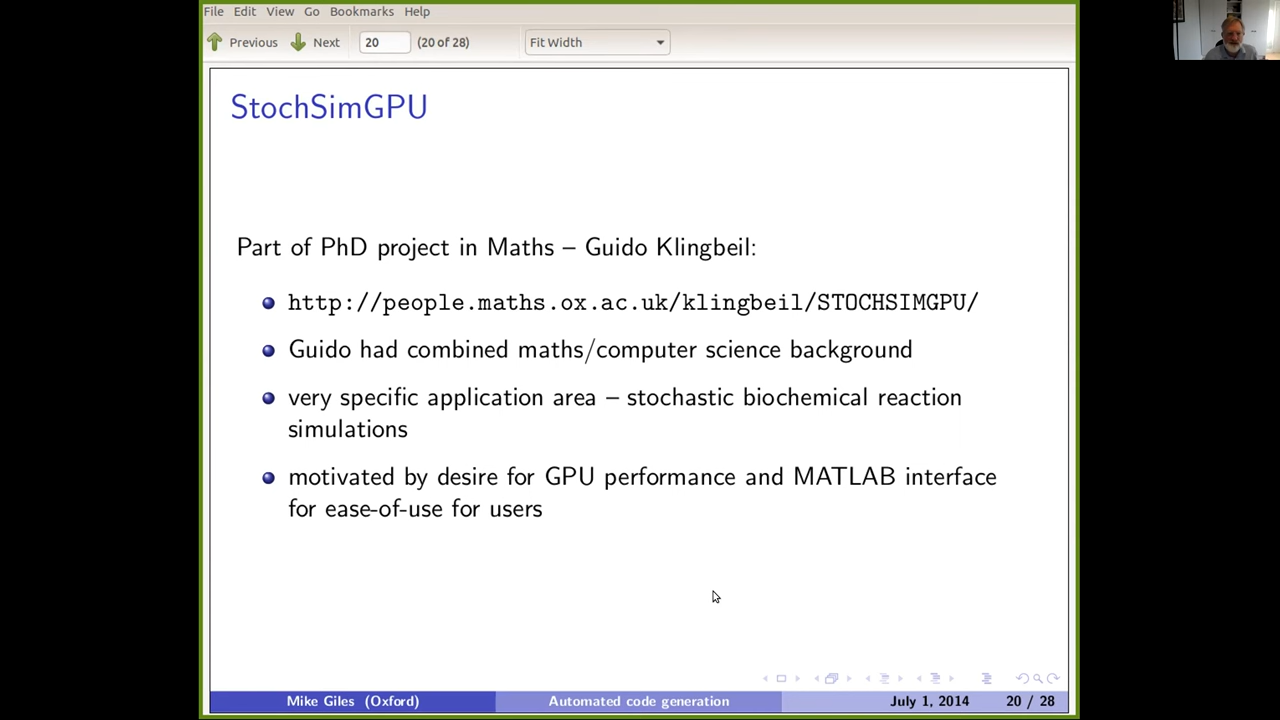 File Edit View Go Bookmarks Help
Previous Next 20 (20 of 28) Fit Width
StochSimGPU
Part of PhD project in Maths – Guido Klingbeil:
http://people.maths.ox.ac.uk/klingbeil/STOCHSIMGPU/
Guido had combined maths/computer science background
very specific application area – stochastic biochemical reaction
simulations
motivated by desire for GPU performance and MATLAB interface
for ease-of-use for users
Mike Giles (Oxford) Automated code generation July 1, 2014 20 / 28